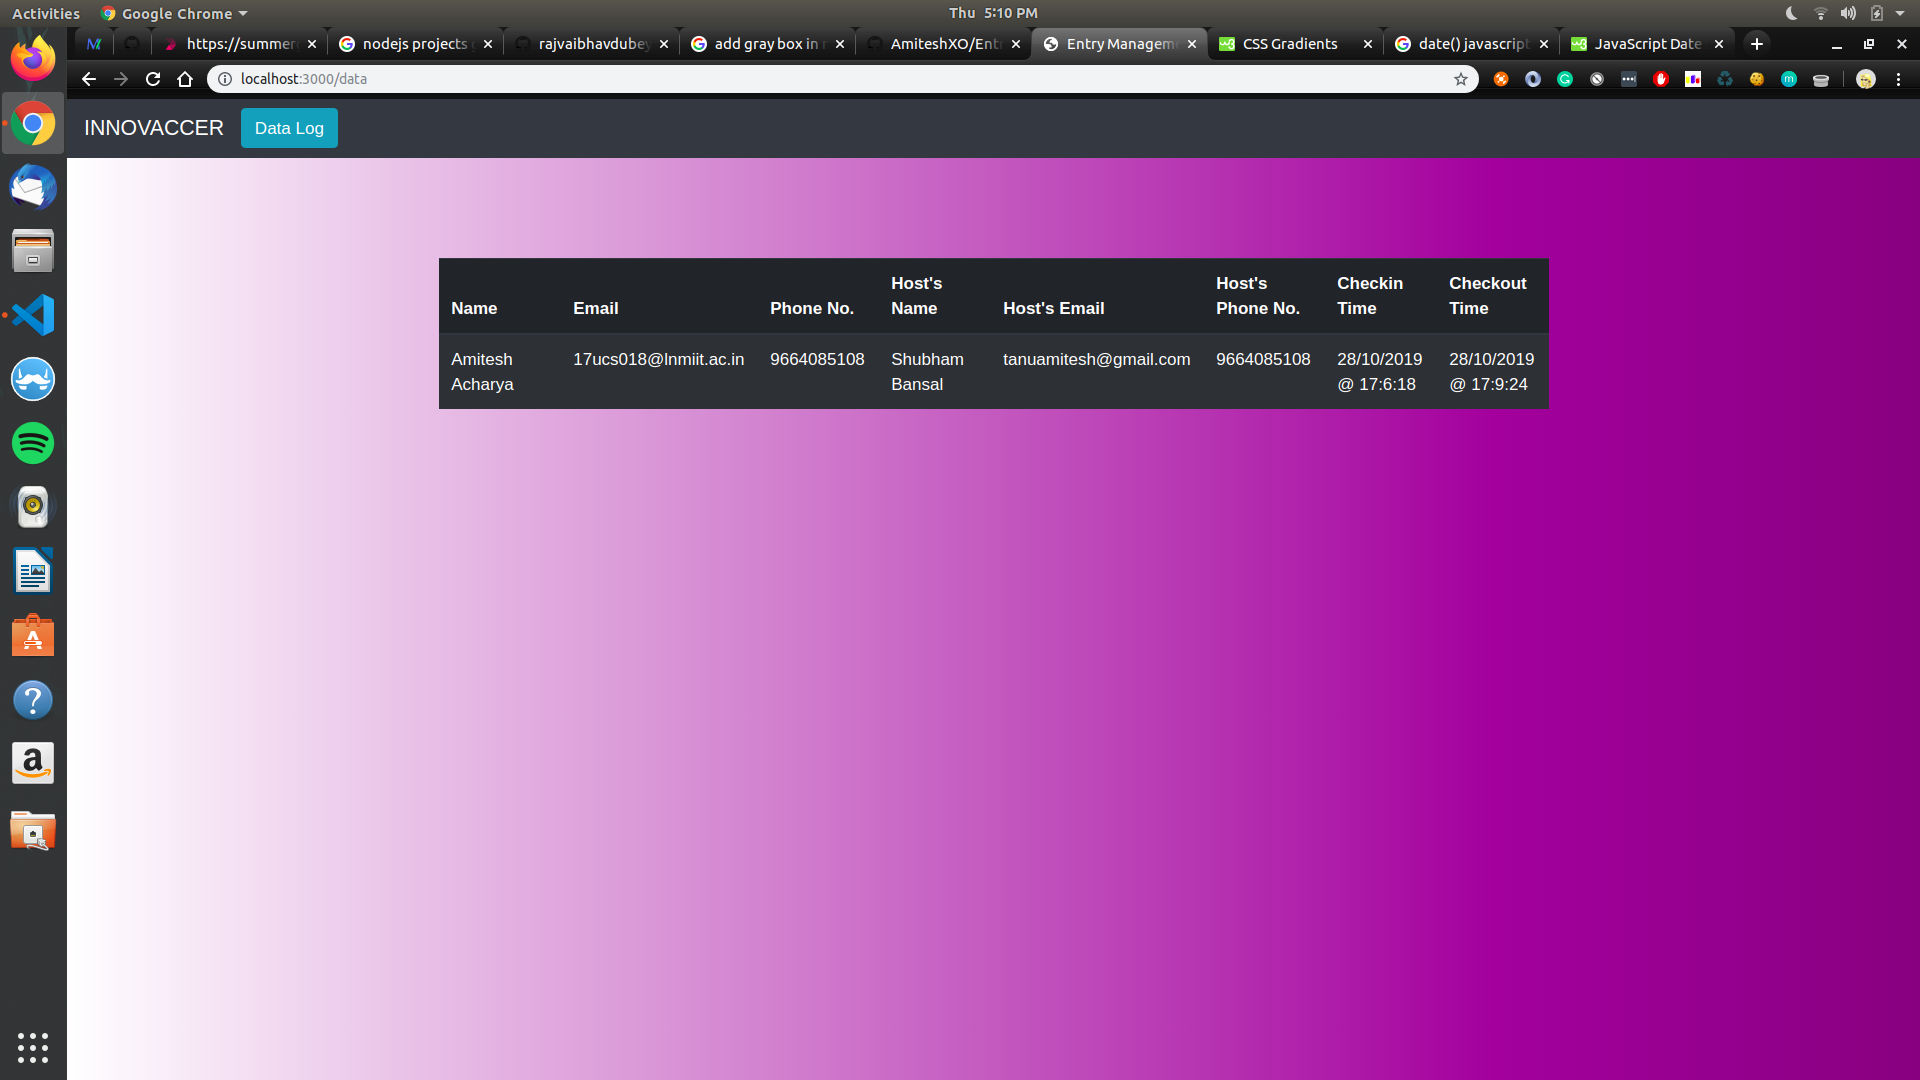 Activities Google Chrome Thu 5:10 PM
https://summer nodejs projects rajvaibhavdubey add gray box in AmiteshXO/Ent Entry Managem CSS Gradients date() javascript JavaScript Date
localhost:3000/data
INNOVACCER Data Log
Name Email Phone No. Host's Name Host's Email Host's Phone No. Checkin Time Checkout Time
Amitesh Acharya 17ucs018@lnmiit.ac.in 9664085108 Shubham Bansal tanuamitesh@gmail.com 9664085108 28/10/2019 @ 17:6:18 28/10/2019 @ 17:9:24